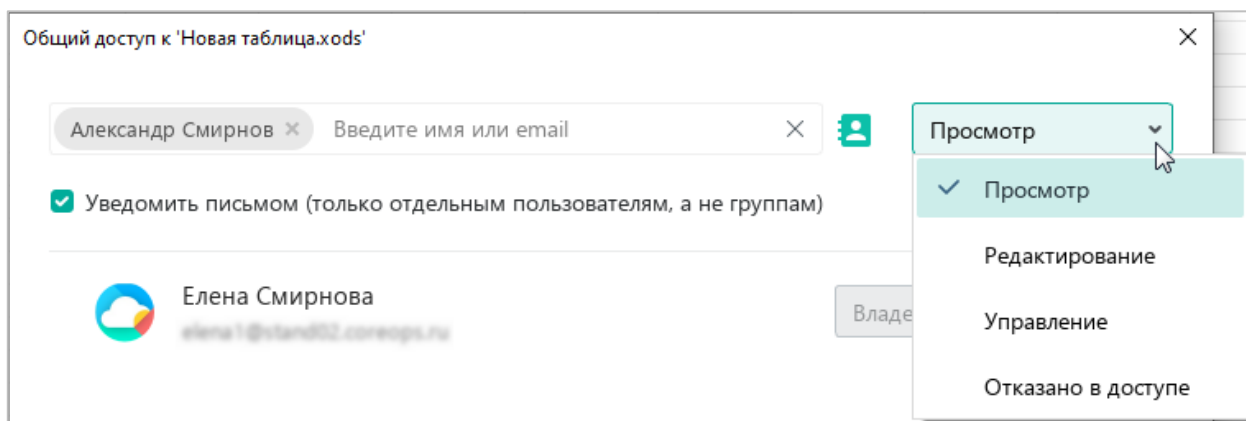 Общий доступ к 'Новая таблица.xods'
Александр Смирнов Введите имя или email Просмотр
Просмотр
Уведомить письмом (только отдельным пользователям, а не группам)
Редактирование
Елена Смирнова
Управление
Отказано в доступе